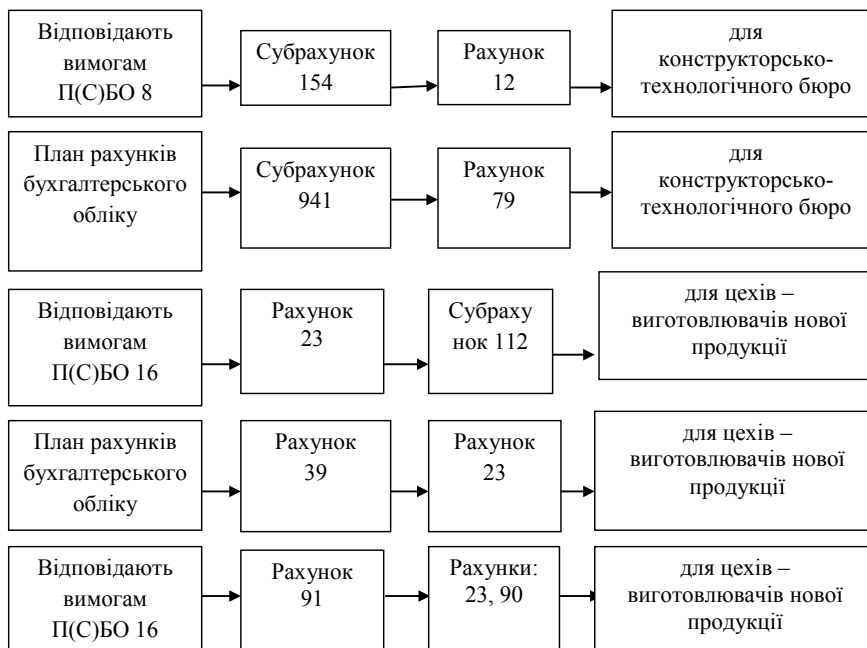 Відповідають
вимогам
П(С)БО 8
Субрахунок
154
Рахунок
12
для
конструкторсько-
технологічного бюро
План рахунків
бухгалтерського
обліку
Субрахунок
941
Рахунок
79
для
конструкторсько-
технологічного бюро
Відповідають
вимогам
П(С)БО 16
Рахунок
23
Субраху
нок 112
для цехів –
виготовлювачів нової
продукції
План рахунків
бухгалтерського
обліку
Рахунок
39
Рахунок
23
для цехів –
виготовлювачів нової
продукції
Відповідають
вимогам
П(С)БО 16
Рахунок
91
Рахунки:
23, 90
для цехів –
виготовлювачів нової
продукції